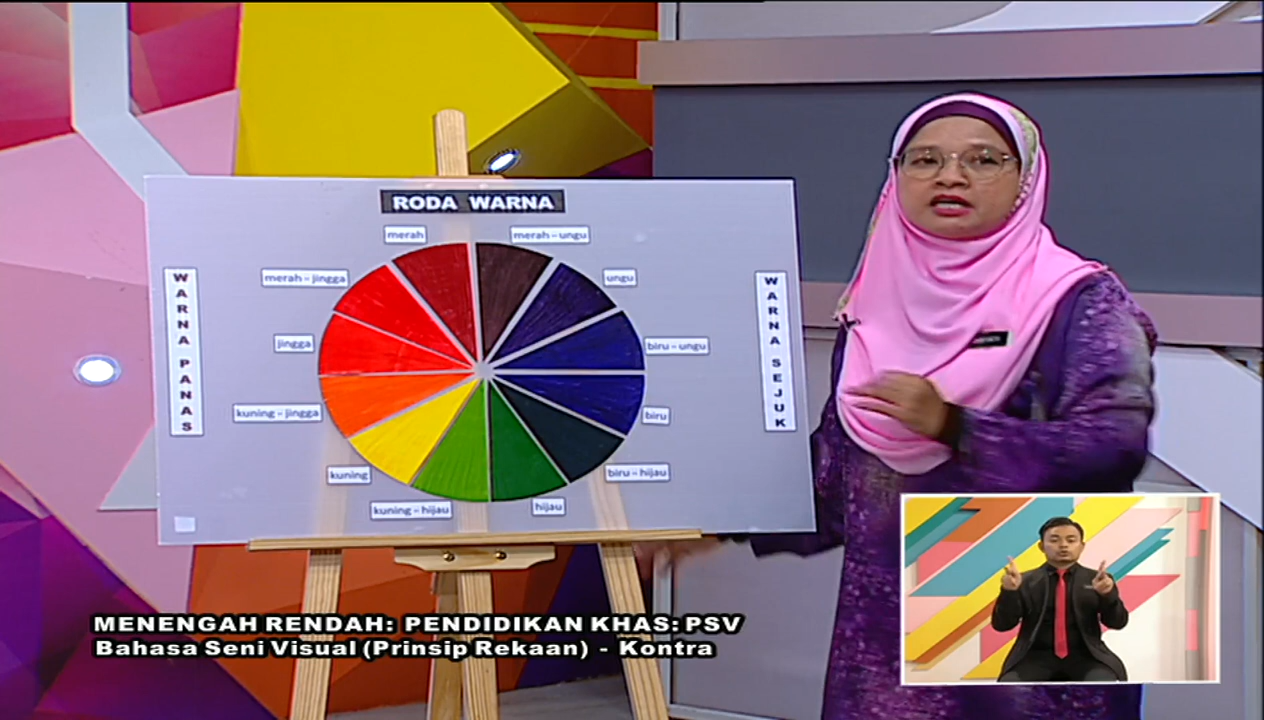 RODA WARNA
merah
merah - ungu
merah - jingga
ungu
jingga
biru - ungu
kuning - jingga
biru
kuning
biru - hijau
kuning - hijau
hijau
WARNA PANAS
WARNA SEJUK
MENENGAH RENDAH: PENDIDIKAN KHAS: PSV
Bahasa Seni Visual (Prinsip Rekaan) - Kontra